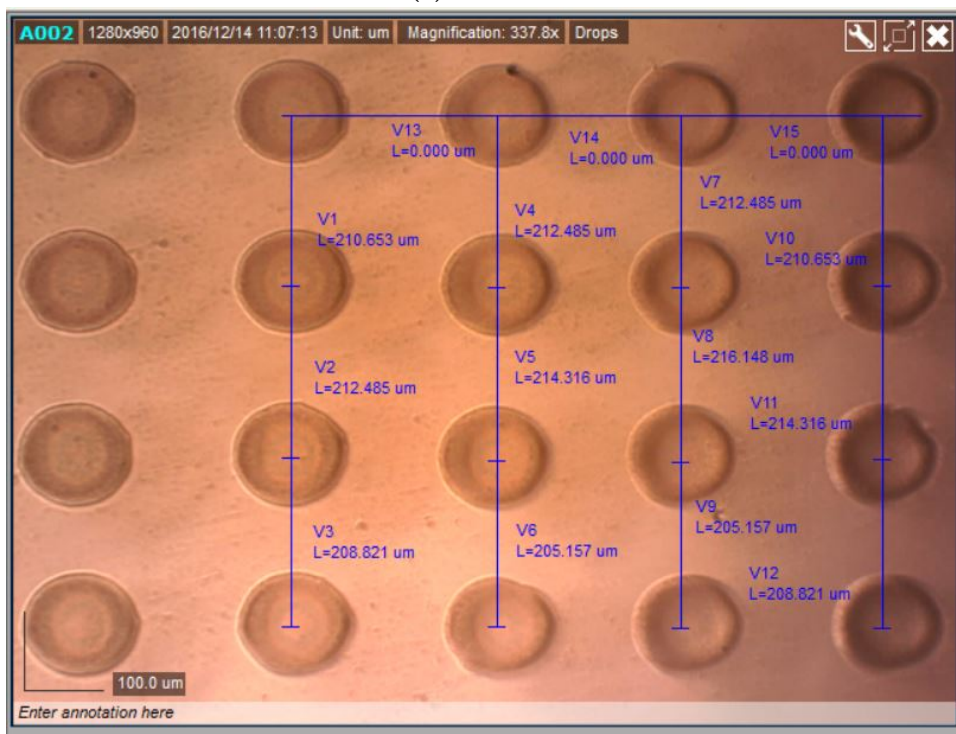 A002 1280x960 2016/12/14 11:07:13 Unit: um Magnification: 337.8x Drops
V13
L=0.000 um
V14
L=0.000 um
V15
L=0.000 um
V7
L=212.485 um
V1
L=210.653 um
V4
L=212.485 um
V10
L=210.653 um
V2
L=212.485 um
V5
L=214.316 um
V8
L=216.148 um
V11
L=214.316 um
V3
L=208.821 um
V6
L=205.157 um
V9
L=205.157 um
V12
L=208.821 um
100.0 um
Enter annotation here